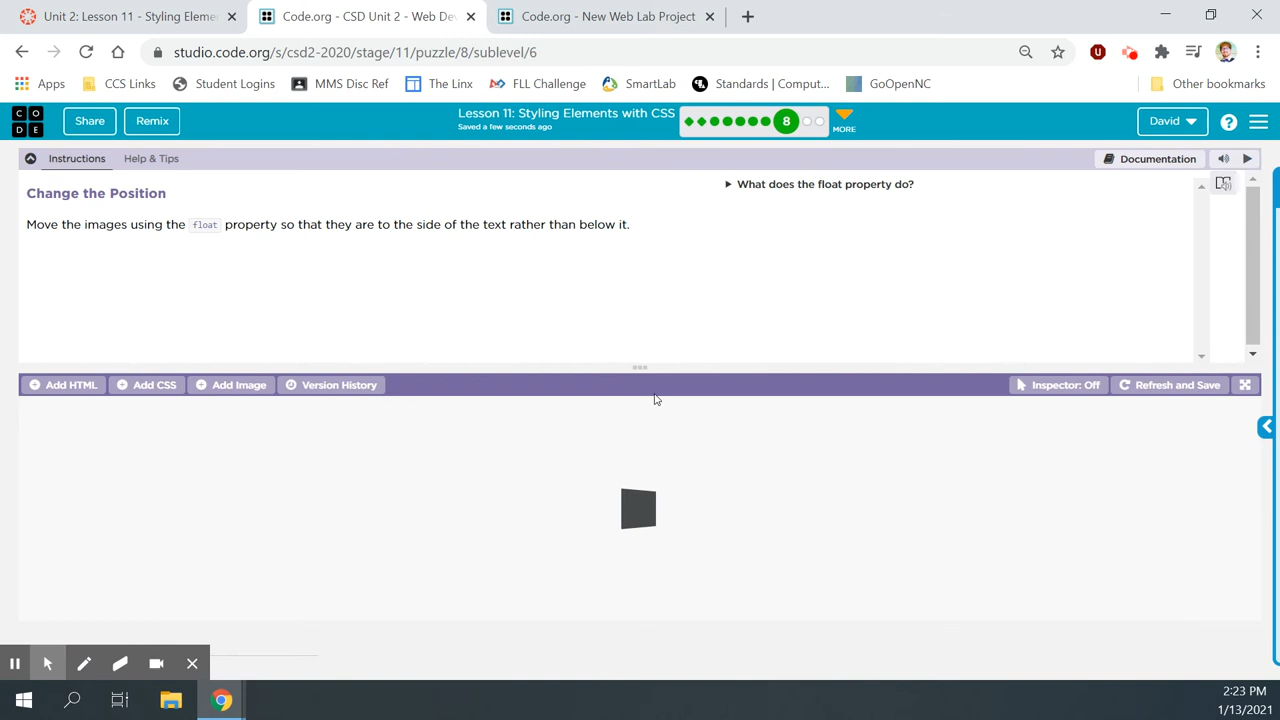 Unit 2: Lesson 11 - Styling Eleme
Code.org - CSD Unit 2 - Web De
Code.org - New Web Lab Project
studio.code.org/s/csd2-2020/stage/11/puzzle/8/sublevel/6
Apps
CCS Links
Student Logins
MMS Disc Ref
The Linx
FLL Challenge
SmartLab
Standards | Comput...
GoOpenNC
Other bookmarks
C O
D E
Share
Remix
Lesson 11: Styling Elements with CSS
Saved a few seconds ago
8
MORE
David
?
Instructions
Help & Tips
Documentation
Change the Position
What does the float property do?
Move the images using the float property so that they are to the side of the text rather than below it.
Add HTML
Add CSS
Add Image
Version History
Inspector: Off
Refresh and Save
2:23 PM
1/13/2021